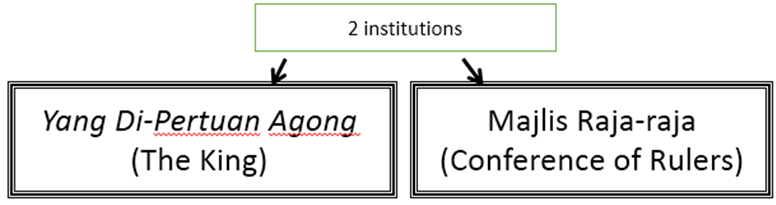 2 institutions
Yang Di-Pertuan Agong
(The King)
Majlis Raja-raja
(Conference of Rulers)